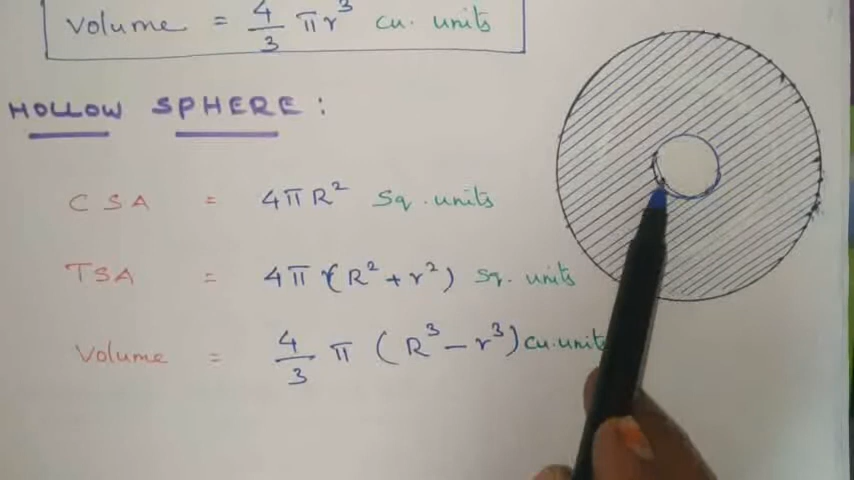 Volume = 4/3 πr³ cu. units
HOLLOW SPHERE :
CSA = 4πR² Sq. units
TSA = 4π (R² + r²) Sq. units
Volume = 4/3 π (R³ – r³) cu. units